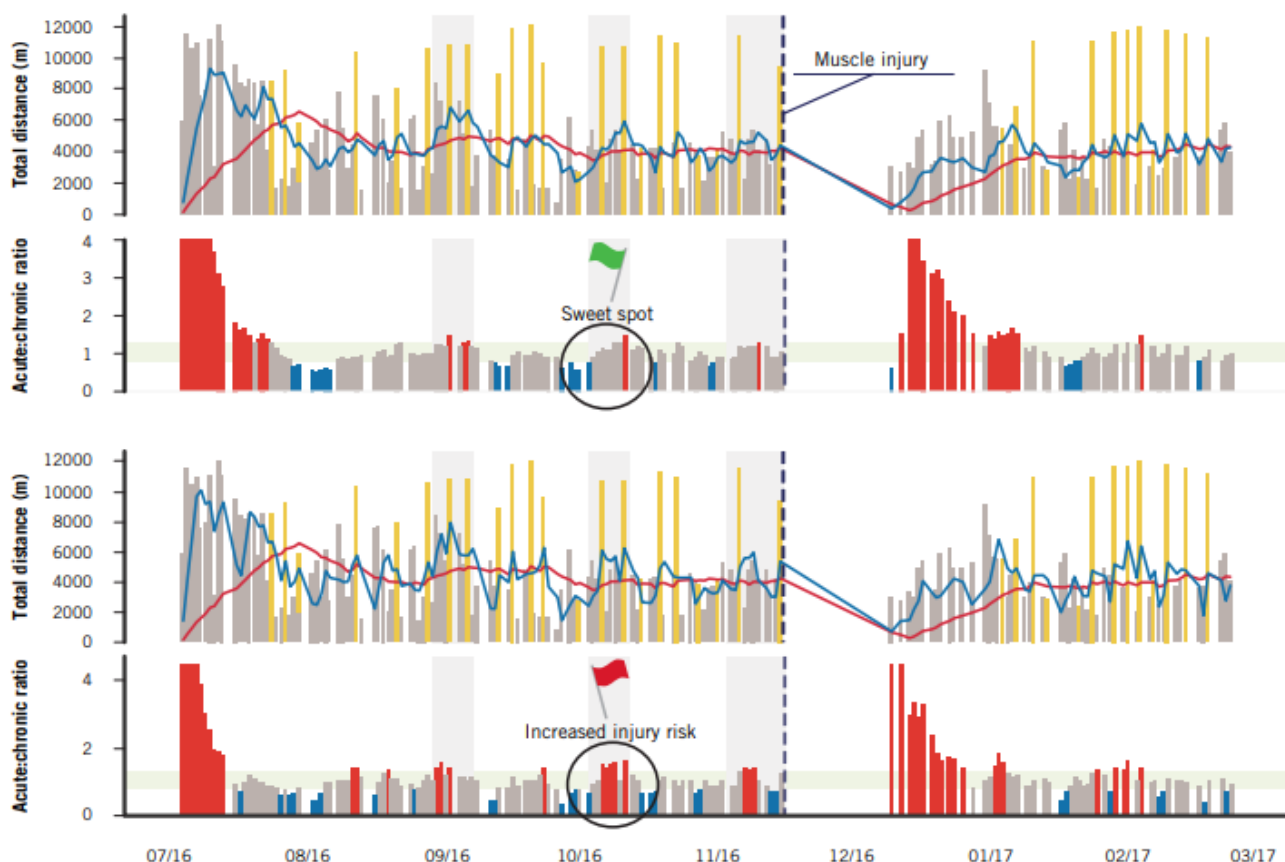 12000
10000
8000
6000
4000
2000
0
Total distance (m)
Muscle injury
4
3
2
1
0
Acute:chronic ratio
Sweet spot
12000
10000
8000
6000
4000
2000
0
Total distance (m)
4
2
0
Acute:chronic ratio
Increased injury risk
07/16 08/16 09/16 10/16 11/16 12/16 01/17 02/17 03/17